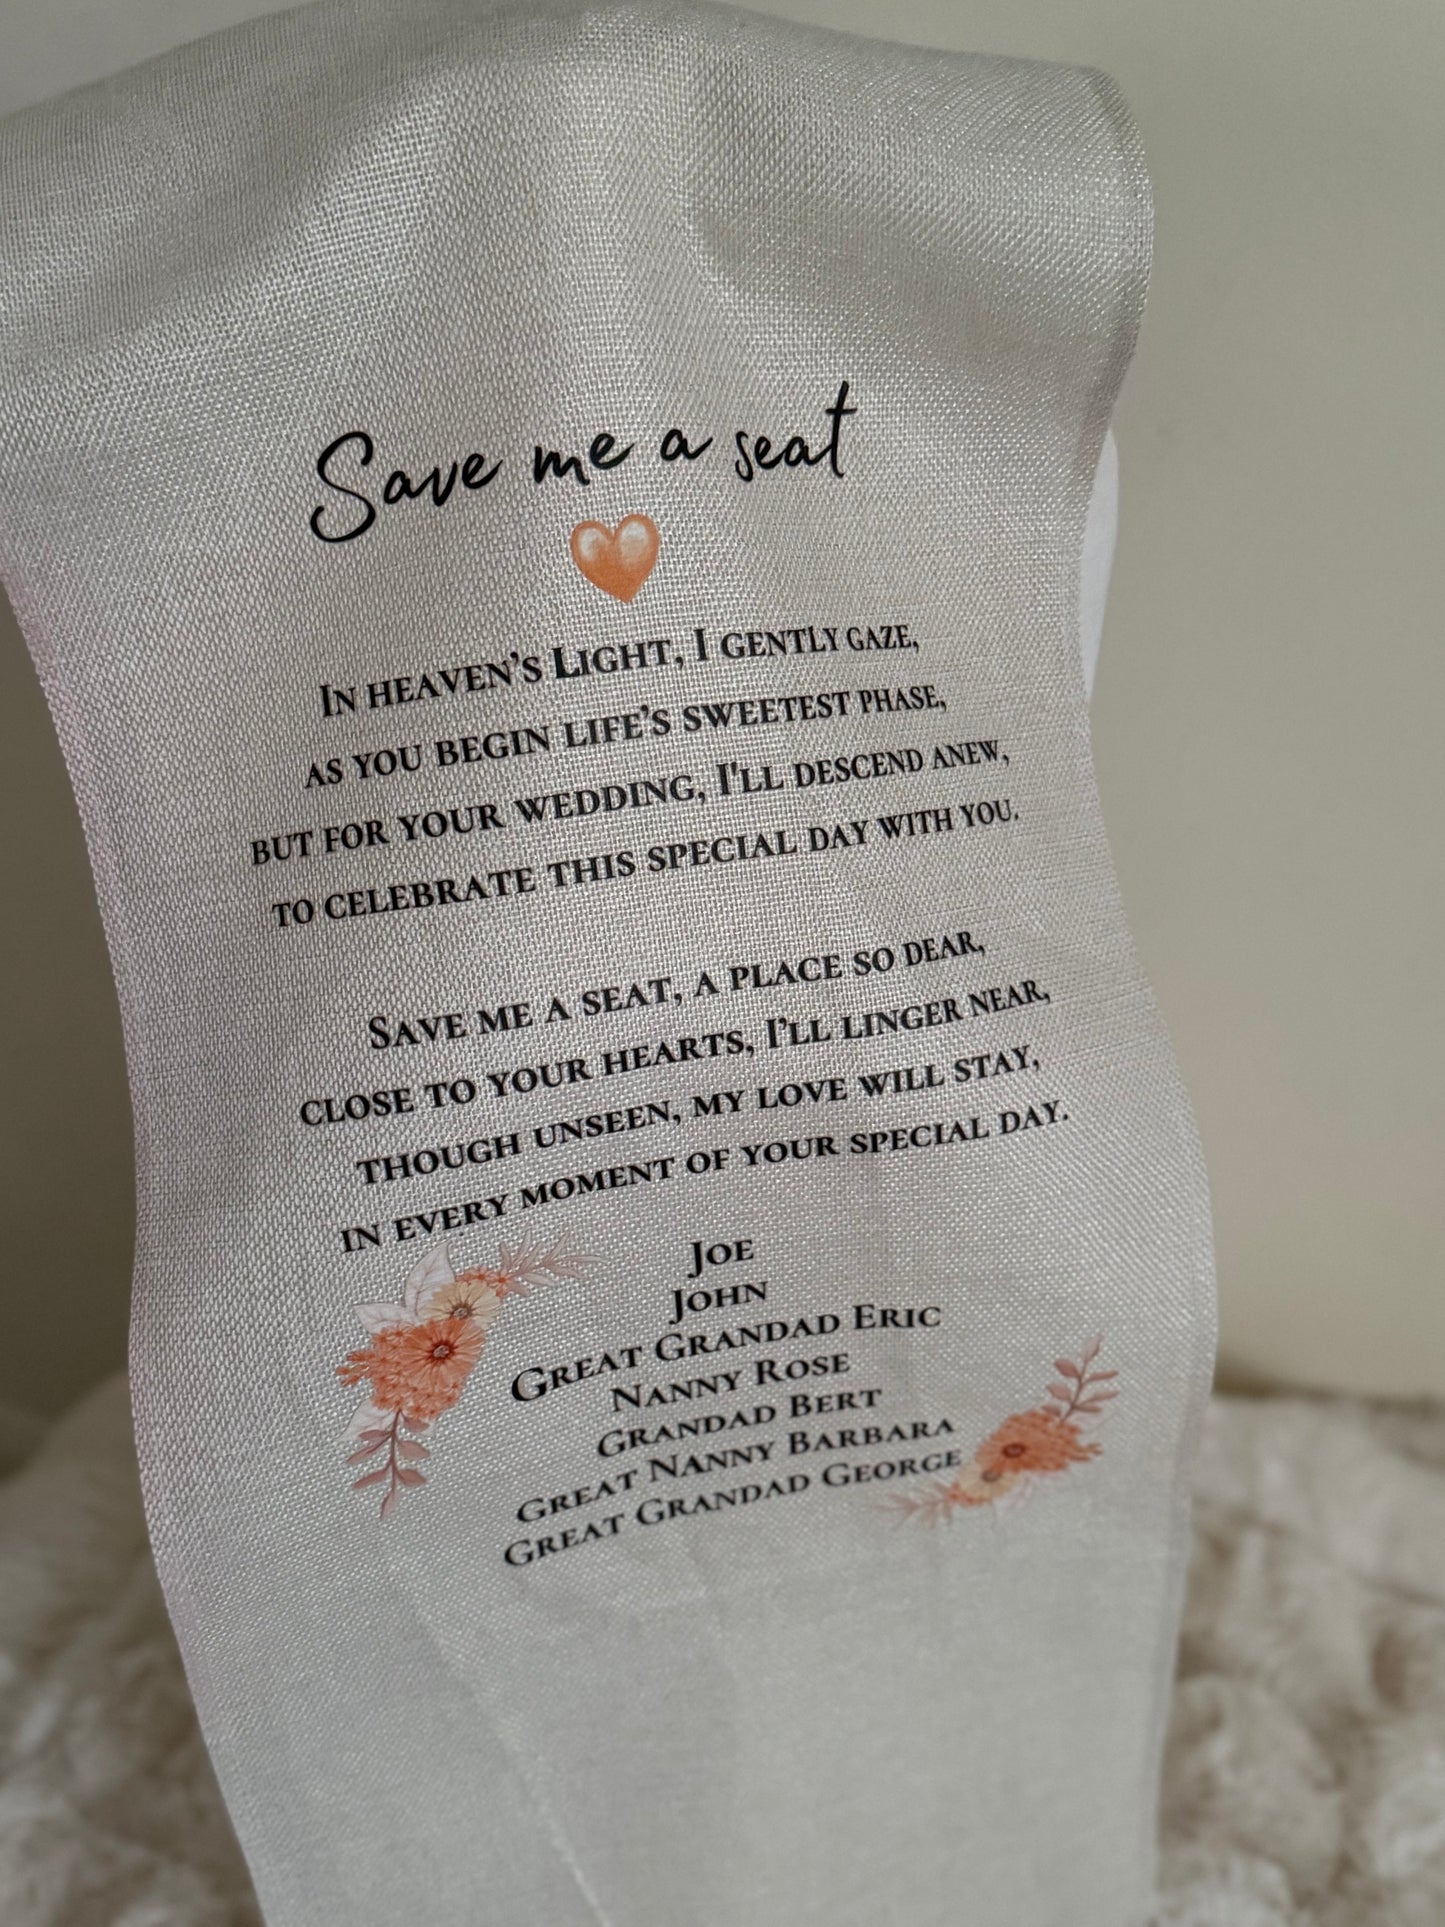 Save me a seat
In heaven’s Light, I gently gaze,
as you begin life’s sweetest phase,
but for your wedding, I'll descend anew,
to celebrate this special day with you.
Save me a seat, a place so dear,
close to your hearts, I’ll linger near,
though unseen, my love will stay,
in every moment of your special day.
Joe
John
Great Grandad Eric
Nanny Rose
Grandad Bert
Great Nanny Barbara
Great Grandad George